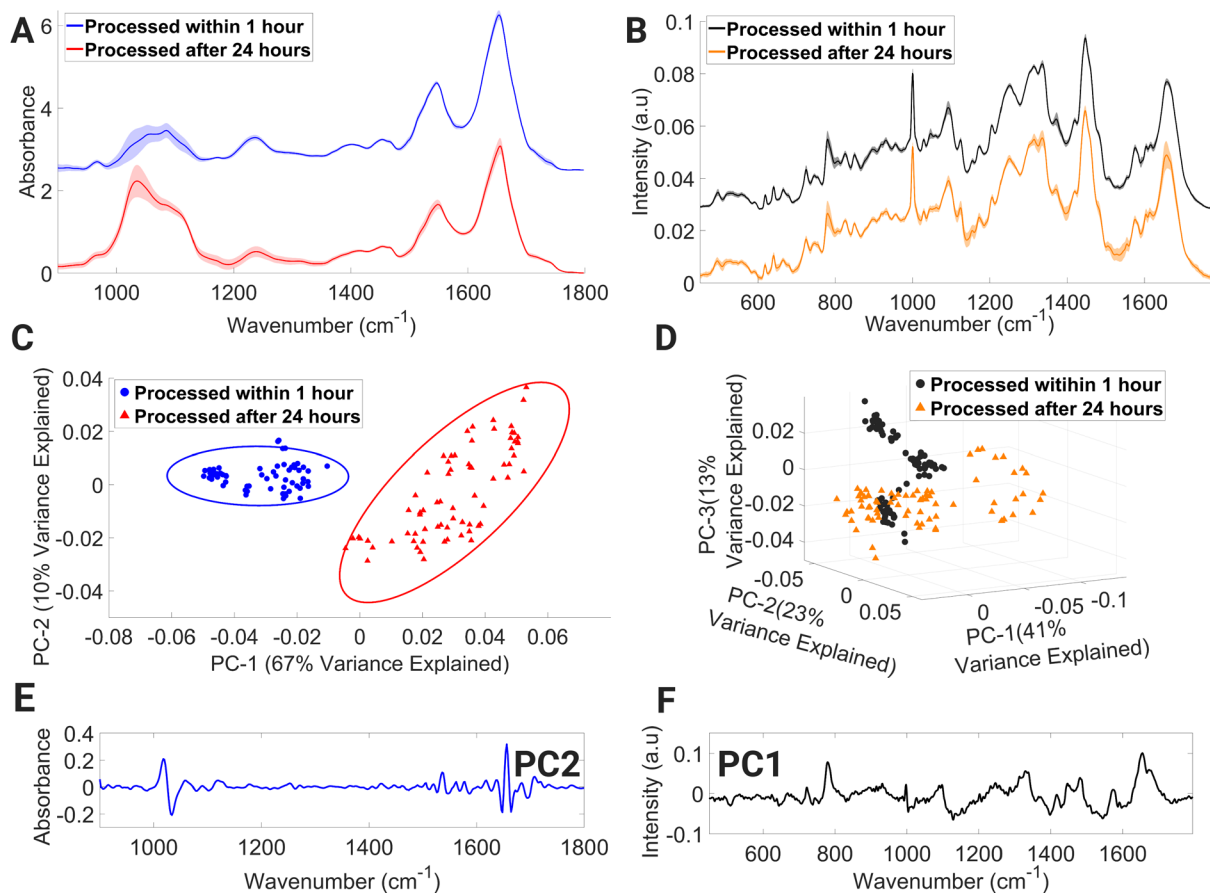 A
Processed within 1 hour
Processed after 24 hours
6
4
2
0
Absorbance
1000
1200
1400
1600
1800
Wavenumber (cm⁻¹)
B
Processed within 1 hour
Processed after 24 hours
0.1
0.08
0.06
0.04
0.02
0
Intensity (a.u)
600
800
1000
1200
1400
1600
Wavenumber (cm⁻¹)
C
Processed within 1 hour
Processed after 24 hours
0.04
0.02
0
-0.02
-0.04
PC-2 (10% Variance Explained)
-0.08
-0.06
-0.04
-0.02
0
0.02
0.04
0.06
PC-1 (67% Variance Explained)
D
Processed wihtin 1 hour
Processed after 24 hours
0.02
0
-0.02
-0.04
PC-3(13%
Variance Explained)
-0.05
0
0.05
PC-2(23%
Variance Explained)
0
-0.05
-0.1
PC-1(41%
Variance Explained)
E
PC2
0.4
0.2
0
-0.2
Absorbance
1000
1200
1400
1600
1800
Wavenumber (cm⁻¹)
F
PC1
0.1
0
-0.1
Intensity (a.u)
600
800
1000
1200
1400
1600
Wavenumber (cm⁻¹)